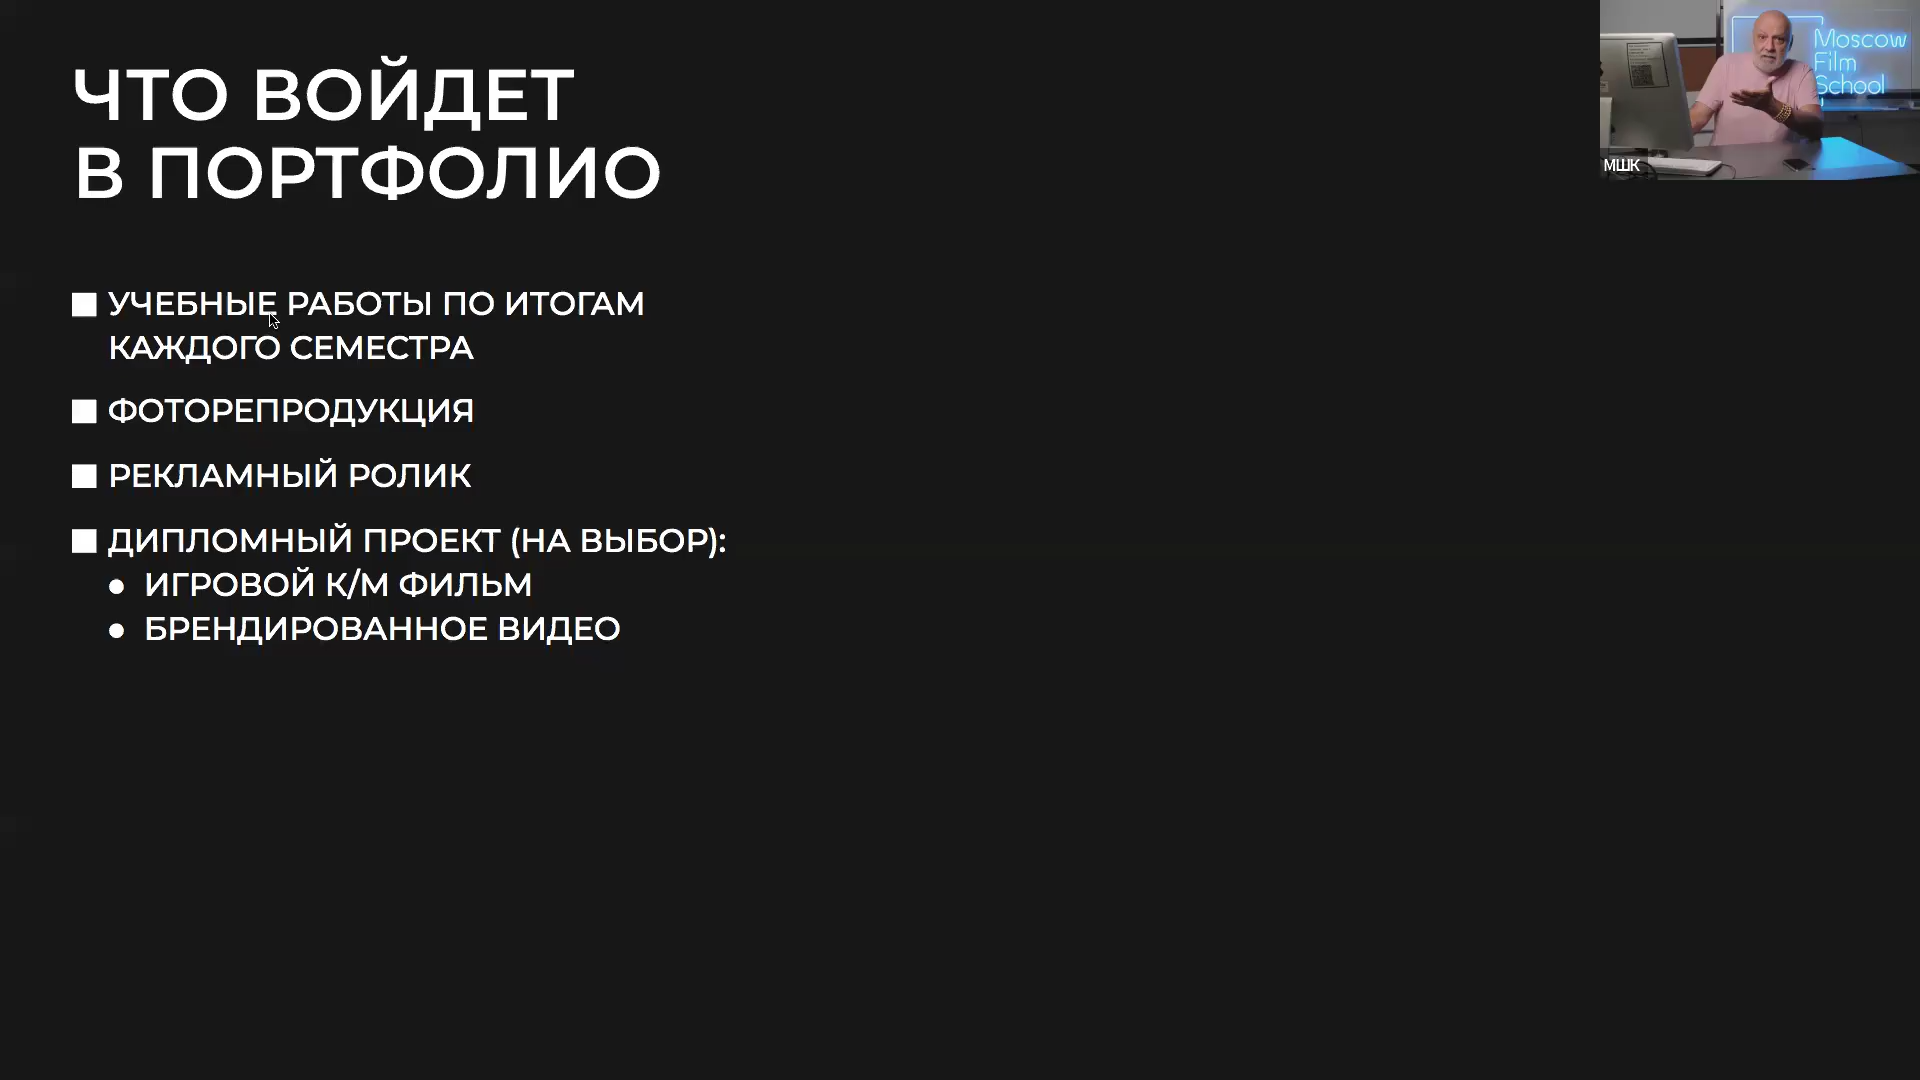 ЧТО ВОЙДЕТ
В ПОРТФОЛИО
■ УЧЕБНЫЕ РАБОТЫ ПО ИТОГАМ
КАЖДОГО СЕМЕСТРА
■ ФОТОРЕПРОДУКЦИЯ
■ РЕКЛАМНЫЙ РОЛИК
■ ДИПЛОМНЫЙ ПРОЕКТ (НА ВЫБОР):
● ИГРОВОЙ К/М ФИЛЬМ
● БРЕНДИРОВАННОЕ ВИДЕО
Moscow
Film
School
МШК